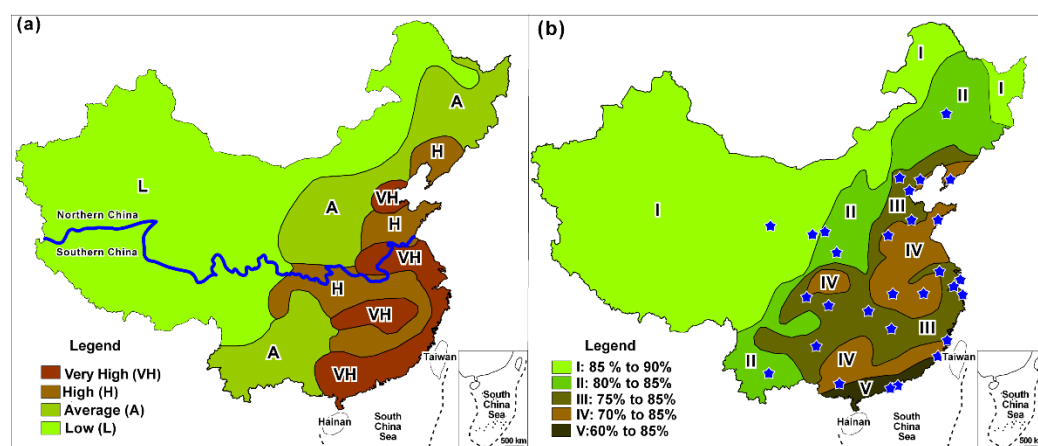 (a)
A
H
VH
L
A
H
Northern China
Southern China
VH
H
VH
A
VH
Legend
Very High (VH)
High (H)
Average (A)
Low (L)
Taiwan
Hainan
South
China
Sea
South
China Sea
500 km
(b)
I
I
II
III
I
II
IV
IV
III
II
IV
V
Legend
I: 85 % to 90%
II: 80% to 85%
III: 75% to 85%
IV: 70% to 85%
V:60% to 85%
Taiwan
Hainan
South
China
Sea
South
China Sea
500 km